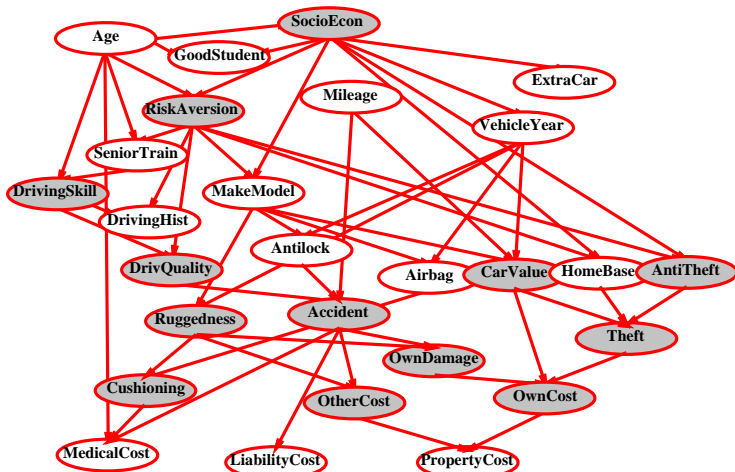 SocioEcon
Age
GoodStudent
ExtraCar
Mileage
RiskAversion
VehicleYear
SeniorTrain
DrivingSkill
MakeModel
DrivingHist
Antilock
DrivQuality
Airbag
CarValue
HomeBase
AntiTheft
Ruggedness
Accident
Theft
OwnDamage
Cushioning
OtherCost
OwnCost
MedicalCost
LiabilityCost
PropertyCost